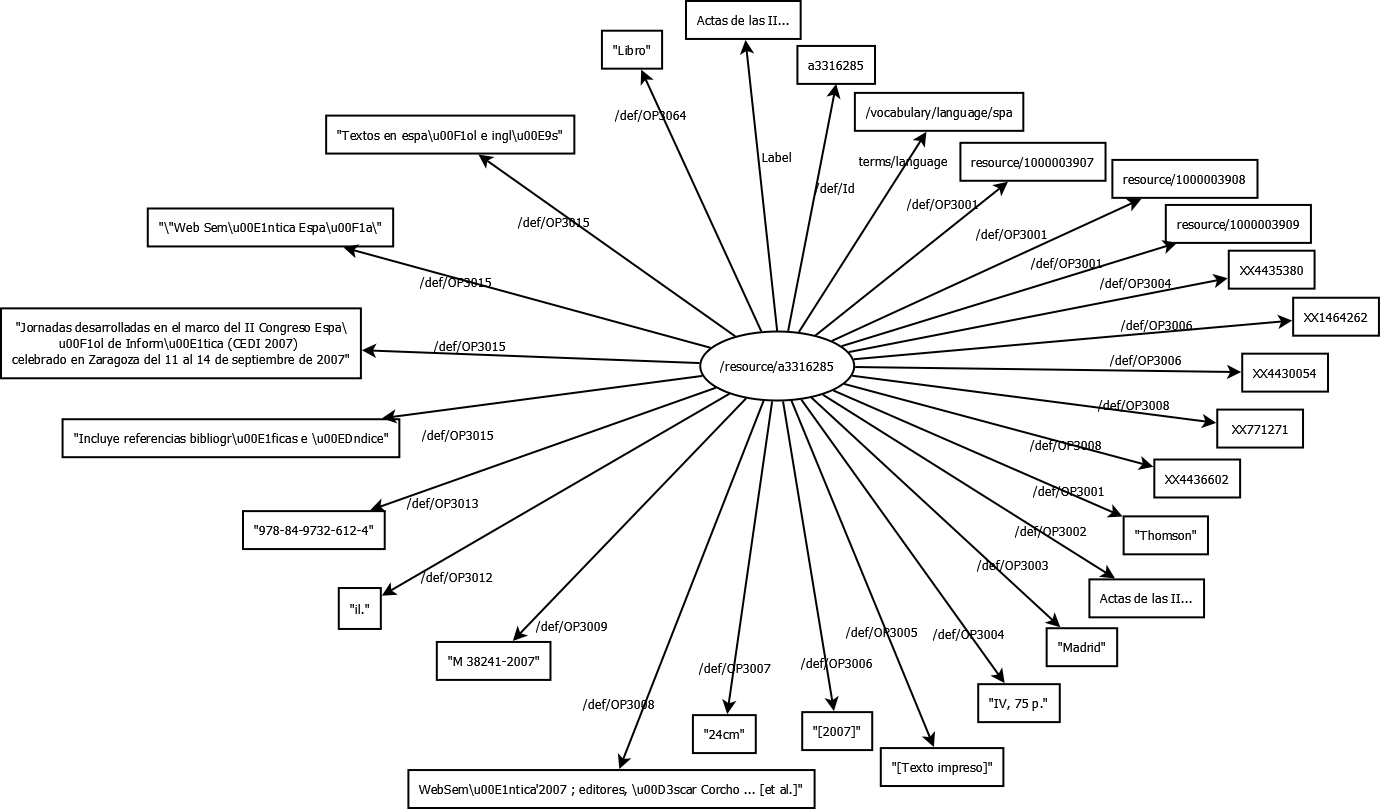 Actas de las II...
"Libro"
a3316285
/def/OP3064
/vocabulary/language/spa
"Textos en espa\u00F1ol e ingl\u00E9s"
Label
terms/language
resource/1000003907
resource/1000003908
/def/Id
/def/OP3001
"\"Web Sem\u00E1ntica Espa\u00F1a\"
/def/OP3015
/def/OP3001
resource/1000003909
/def/OP3001
XX4435380
/def/OP3015
/def/OP3004
"Jornadas desarrolladas en el marco del II Congreso Espa\
u00F1ol de Inform\u00E1tica (CEDI 2007)
celebrado en Zaragoza del 11 al 14 de septiembre de 2007"
/def/OP3015
/def/OP3006
XX1464262
/resource/a3316285
/def/OP3006
XX4430054
/def/OP3008
XX771271
"Incluye referencias bibliogr\u00E1ficas e \u00EDndice"
/def/OP3015
/def/OP3008
XX4436602
/def/OP3013
/def/OP3001
"978-84-9732-612-4"
/def/OP3002
"Thomson"
/def/OP3012
/def/OP3003
Actas de las II...
"il."
/def/OP3009
/def/OP3005
/def/OP3004
"Madrid"
"M 38241-2007"
/def/OP3007
/def/OP3006
/def/OP3008
"IV, 75 p."
"24cm"
"[2007]"
"[Texto impreso]"
WebSem\u00E1ntica'2007 ; editores, \u00D3scar Corcho ... [et al.]"